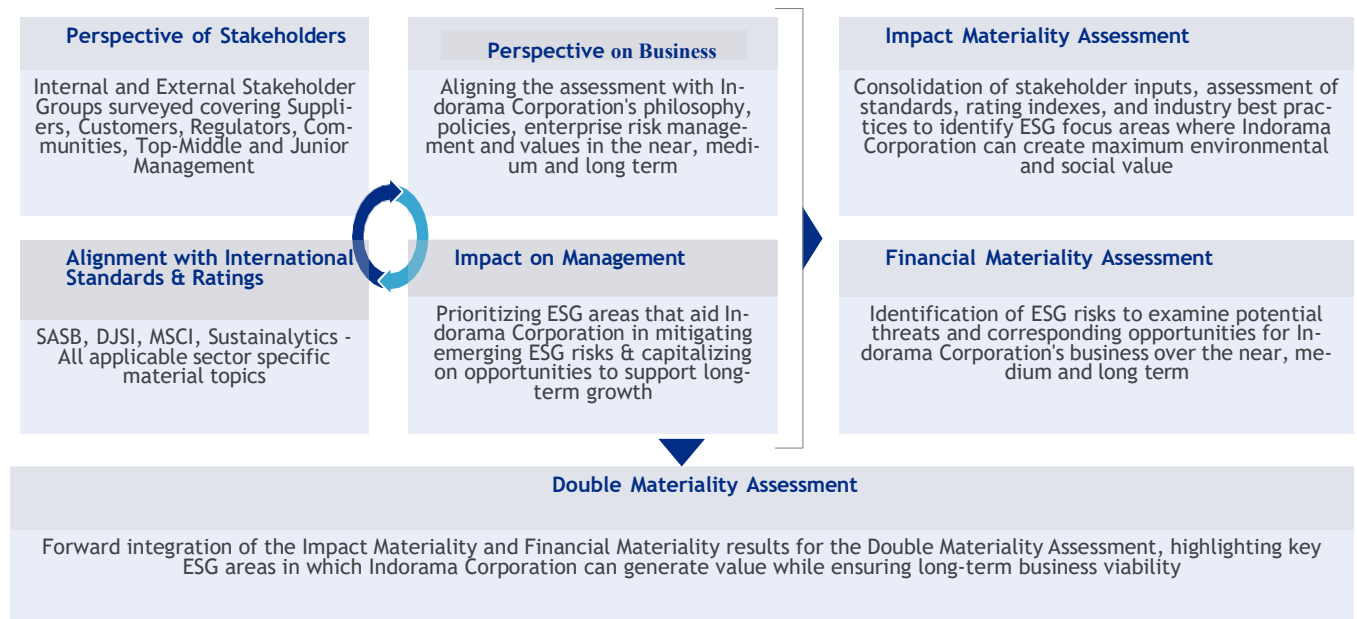 Perspective of Stakeholders
Internal and External Stakeholder
Groups surveyed covering Suppli-
ers, Customers, Regulators, Com-
munities, Top-Middle and Junior
Management
Perspective on Business
Aligning the assessment with In-
dorama Corporation's philosophy,
policies, enterprise risk manage-
ment and values in the near, medi-
um and long term
Impact Materiality Assessment
Consolidation of stakeholder inputs, assessment of
standards, rating indexes, and industry best prac-
tices to identify ESG focus areas where Indorama
Corporation can create maximum environmental
and social value
Alignment with International
Standards & Ratings
SASB, DJSI, MSCI, Sustainalytics -
All applicable sector specific
material topics
Impact on Management
Prioritizing ESG areas that aid In-
dorama Corporation in mitigating
emerging ESG risks & capitalizing
on opportunities to support long-
term growth
Financial Materiality Assessment
Identification of ESG risks to examine potential
threats and corresponding opportunities for In-
dorama Corporation's business over the near, me-
dium and long term
Double Materiality Assessment
Forward integration of the Impact Materiality and Financial Materiality results for the Double Materiality Assessment, highlighting key
ESG areas in which Indorama Corporation can generate value while ensuring long-term business viability